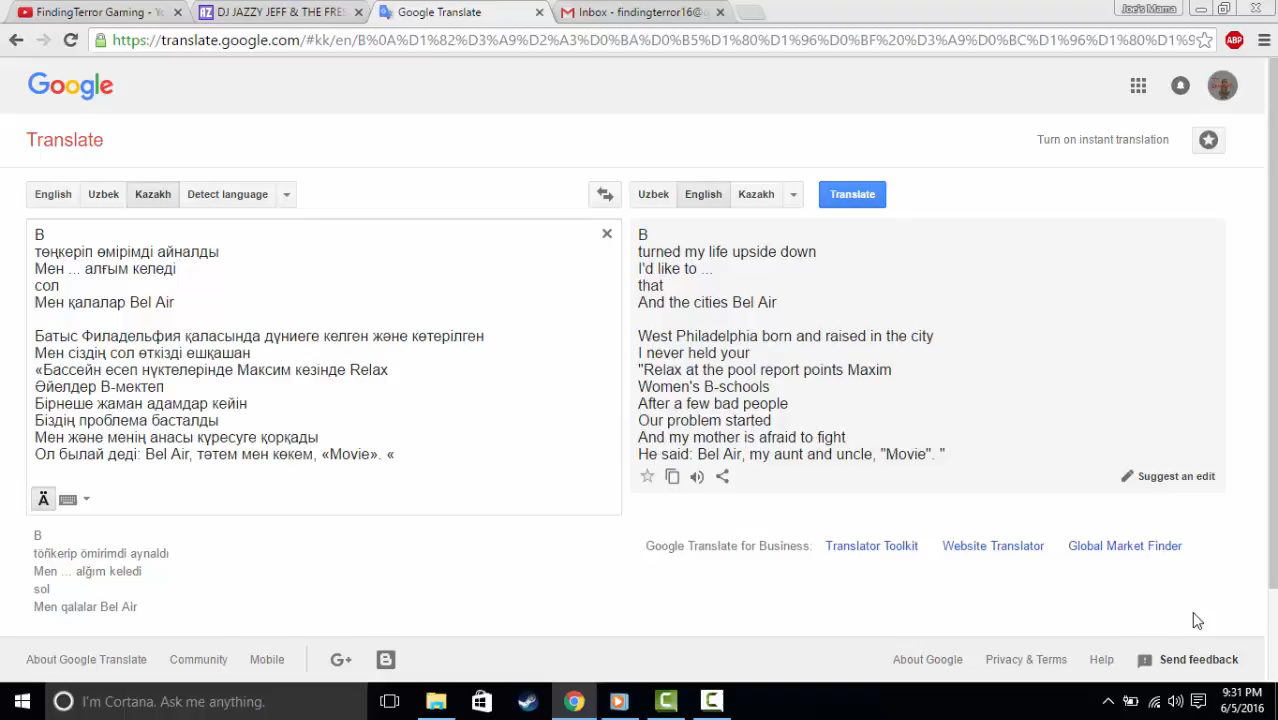 FindingTerror Gaming - Y
DJ JAZZY JEFF & THE FRES
Google Translate
Inbox - findingterror16@g
Joe's Mama
https://translate.google.com/#kk/en/B%0A%D1%82%D3%A9%D2%A3%D0%BA%D0%B5%D1%80%D1%96%D0%BF%20%D3%A9%D0%BC%D1%96%D1%80%D1%9
ABP
Google
Translate
Turn on instant translation
English Uzbek Kazakh Detect language
Uzbek English Kazakh Translate
В
төңкеріп өмірімді айналды
Мен ... алғым келеді
сол
Мен қалалар Bel Air
Батыс Филадельфия қаласында дүниеге келген және көтерілген
Мен сіздің сол өткізді ешқашан
«Бассейн есеп нүктелерінде Максим кезінде Relax
Әйелдер B-мектеп
Бірнеше жаман адамдар кейін
Біздің проблема басталды
Мен және менің анасы күресуге қорқады
Ол былай деді: Bel Air, тәтем мен көкем, «Movie». «
Ä
B
töñkerip ömirimdi aynaldı
Men ... alğım keledi
sol
Men qalalar Bel Air
B
turned my life upside down
I'd like to ...
that
And the cities Bel Air
West Philadelphia born and raised in the city
I never held your
"Relax at the pool report points Maxim
Women's B-schools
After a few bad people
Our problem started
And my mother is afraid to fight
He said: Bel Air, my aunt and uncle, "Movie". "
Suggest an edit
Google Translate for Business: Translator Toolkit Website Translator Global Market Finder
About Google Translate Community Mobile G+ B
About Google Privacy & Terms Help Send feedback
I'm Cortana. Ask me anything.
9:31 PM
6/5/2016